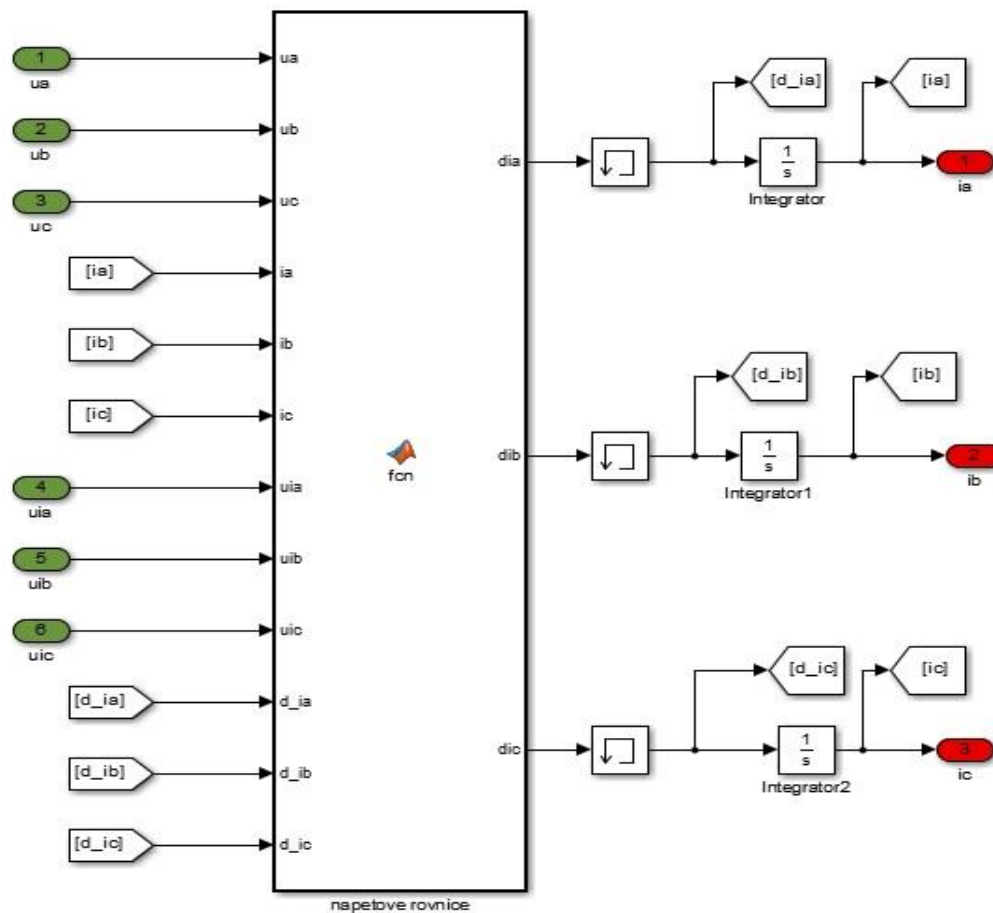 1
ua
2
ub
3
uc
[ia]
[ib]
[ic]
4
uia
5
uib
6
uic
[d_ia]
[d_ib]
[d_ic]
ua
ub
uc
ia
ib
ic
uia
uib
uic
d_ia
d_ib
d_ic
fcn
dia
dib
dic
napetove rovnice
[d_ia]
[ia]
1
s
Integrator
1
ia
[d_ib]
[ib]
1
s
Integrator1
2
ib
[d_ic]
[ic]
1
s
Integrator2
3
ic